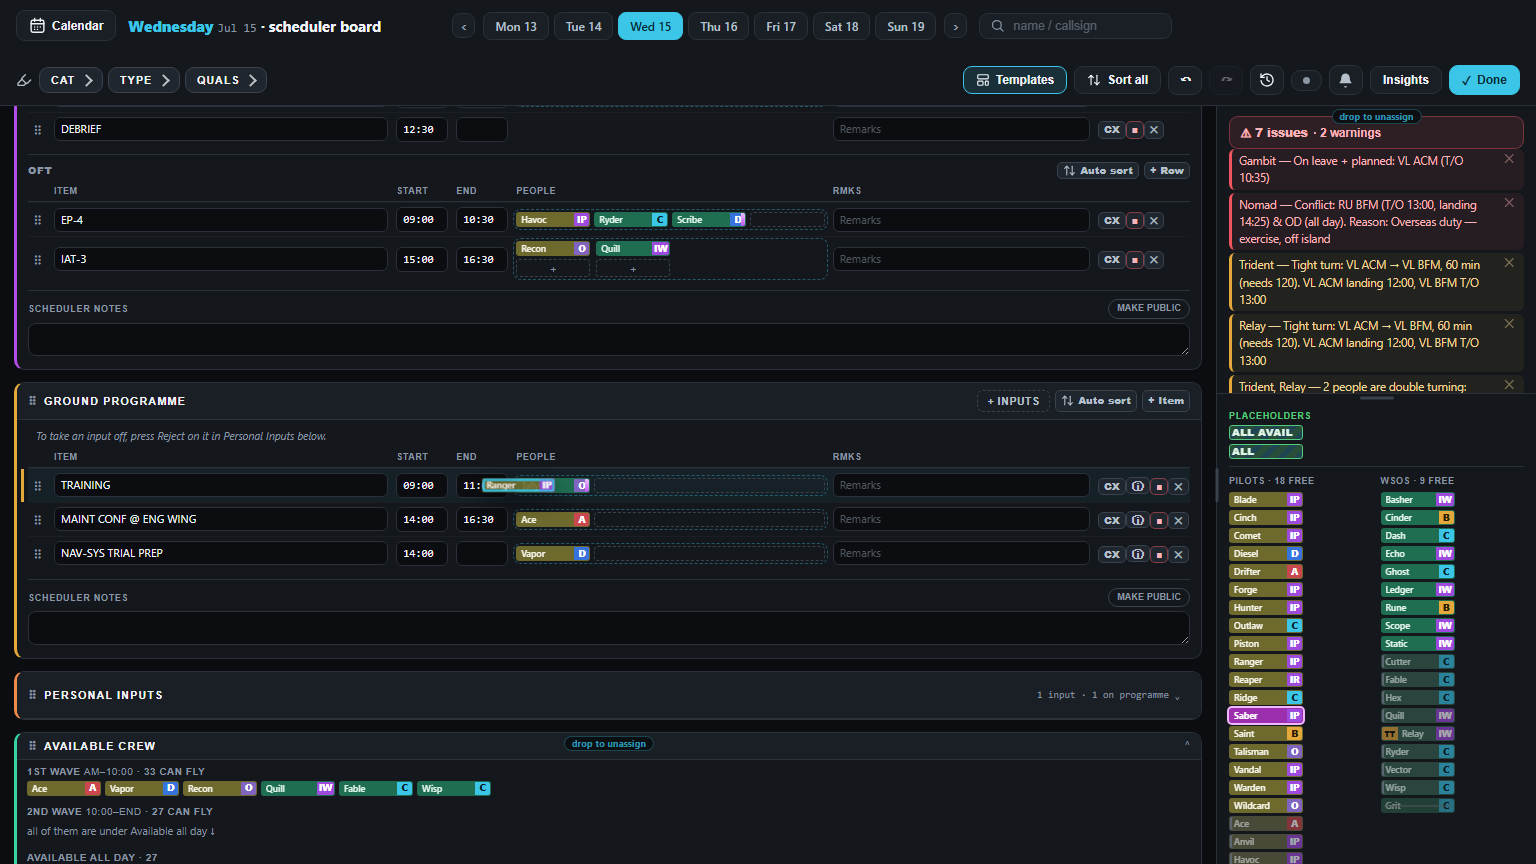 Calendar
Wednesday Jul 15 · scheduler board
‹ Mon 13 Tue 14 Wed 15 Thu 16 Fri 17 Sat 18 Sun 19 › name / callsign
CAT TYPE QUALS
Templates Sort all Insights ✓ Done
DEBRIEF 12:30 Remarks CX
OFT Auto sort + Row
ITEM START END PEOPLE RMKS
EP-4 09:00 10:30 Havoc IP Ryder C Scribe D Remarks CX
IAT-3 15:00 16:30 Recon O Quill IW Remarks CX
+ +
SCHEDULER NOTES MAKE PUBLIC
GROUND PROGRAMME + INPUTS Auto sort + Item
To take an input off, press Reject on it in Personal Inputs below.
ITEM START END PEOPLE RMKS
TRAINING 09:00 11: Ranger IP O Remarks CX
MAINT CONF @ ENG WING 14:00 16:30 Ace A Remarks CX
NAV-SYS TRIAL PREP 14:00 Vapor D Remarks CX
SCHEDULER NOTES MAKE PUBLIC
PERSONAL INPUTS 1 input · 1 on programme
AVAILABLE CREW drop to unassign
1ST WAVE AM–10:00 · 33 CAN FLY
Ace A Vapor D Recon O Quill IW Fable C Wisp C
2ND WAVE 10:00–END · 27 CAN FLY
all of them are under Available all day ↓
AVAILABLE ALL DAY · 27
drop to unassign
⚠ 7 issues · 2 warnings
Gambit — On leave + planned: VL ACM (T/O
10:35)
Nomad — Conflict: RU BFM (T/O 13:00, landing
14:25) & OD (all day). Reason: Overseas duty —
exercise, off island
Trident — Tight turn: VL ACM → VL BFM, 60 min
(needs 120). VL ACM landing 12:00, VL BFM T/O
13:00
Relay — Tight turn: VL ACM → VL BFM, 60 min
(needs 120). VL ACM landing 12:00, VL BFM T/O
13:00
Trident, Relay — 2 people are double turning:
PLACEHOLDERS
ALL AVAIL
ALL
PILOTS · 18 FREE WSOS · 9 FREE
Blade IP Basher IW
Cinch IP Cinder B
Comet IP Dash C
Diesel D Echo IW
Drifter A Ghost C
Forge IP Ledger IW
Hunter IP Rune B
Outlaw C Scope IW
Piston IP Static IW
Ranger IP Cutter C
Reaper IR Fable C
Ridge C Hex C
Saber IP Quill IW
Saint B TT Relay IW
Talisman O Ryder C
Vandal IP Vector C
Warden IP Wisp C
Wildcard O Grit C
Ace A
Anvil IP
Havoc IP